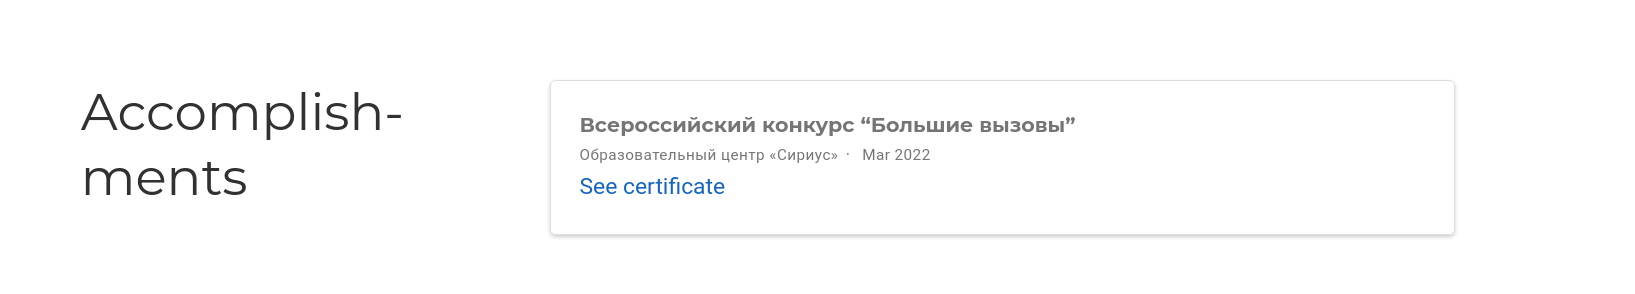 Accomplish-
ments
Всероссийский конкурс “Большие вызовы”
Образовательный центр «Сириус» · Mar 2022
See certificate